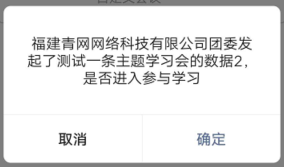 福建青网网络科技有限公司团委发
起了测试一条主题学习会的数据2，
是否进入参与学习
取消
确定